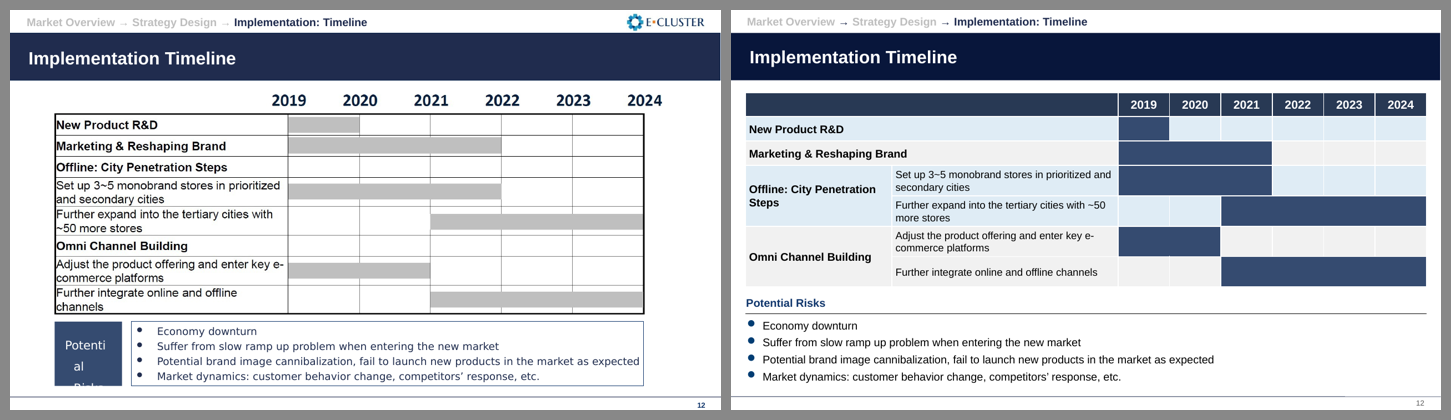 Market Overview → Strategy Design → Implementation: Timeline
E•CLUSTER
Implementation Timeline
2019 2020 2021 2022 2023 2024
New Product R&D
Marketing & Reshaping Brand
Offline: City Penetration Steps
Set up 3~5 monobrand stores in prioritized
and secondary cities
Further expand into the tertiary cities with
~50 more stores
Omni Channel Building
Adjust the product offering and enter key e-
commerce platforms
Further integrate online and offline
channels
Potenti
al
Risks
• Economy downturn
• Suffer from slow ramp up problem when entering the new market
• Potential brand image cannibalization, fail to launch new products in the market as expected
• Market dynamics: customer behavior change, competitors’ response, etc.
12
Market Overview → Strategy Design → Implementation: Timeline
Implementation Timeline
2019 2020 2021 2022 2023 2024
New Product R&D
Marketing & Reshaping Brand
Offline: City Penetration
Steps
Set up 3~5 monobrand stores in prioritized and
secondary cities
Further expand into the tertiary cities with ~50
more stores
Omni Channel Building
Adjust the product offering and enter key e-
commerce platforms
Further integrate online and offline channels
Potential Risks
• Economy downturn
• Suffer from slow ramp up problem when entering the new market
• Potential brand image cannibalization, fail to launch new products in the market as expected
• Market dynamics: customer behavior change, competitors’ response, etc.
12